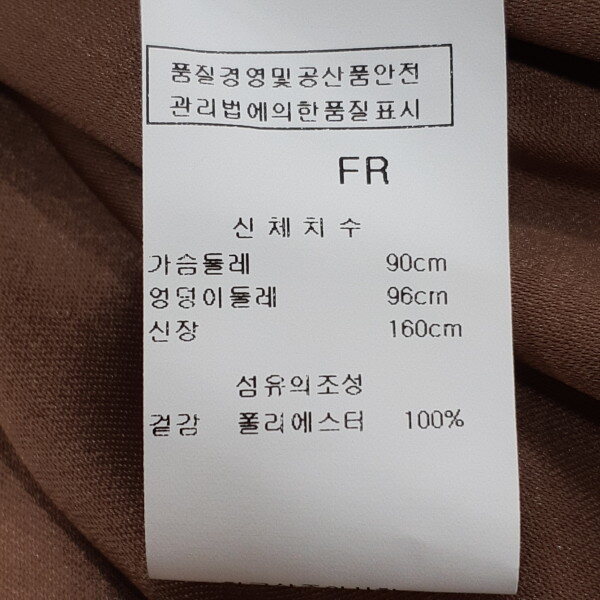 품질경영및공산품안전
관리법에의한품질표시
FR
신체치수
가슴둘레 90cm
엉덩이둘레 96cm
신장 160cm
섬유의조성
겉감 폴리에스터 100%